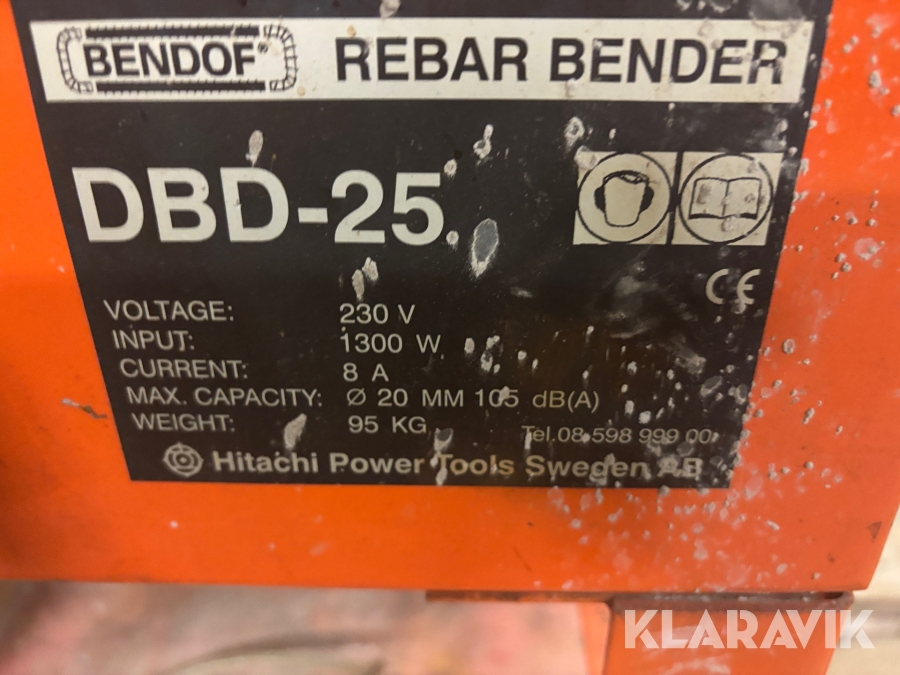 BENDOF® REBAR BENDER
DBD-25
CE
VOLTAGE: 230 V
INPUT: 1300 W
CURRENT: 8 A
MAX. CAPACITY: Ø 20 MM 105 dB(A)
WEIGHT: 95 KG
Tel.08 598 999 00
Hitachi Power Tools Sweden AB
KLARAVIK